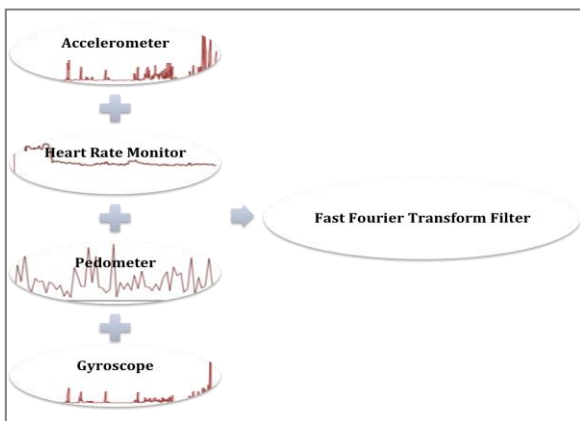 Accelerometer
Heart Rate Monitor
Pedometer
Gyroscope
Fast Fourier Transform Filter